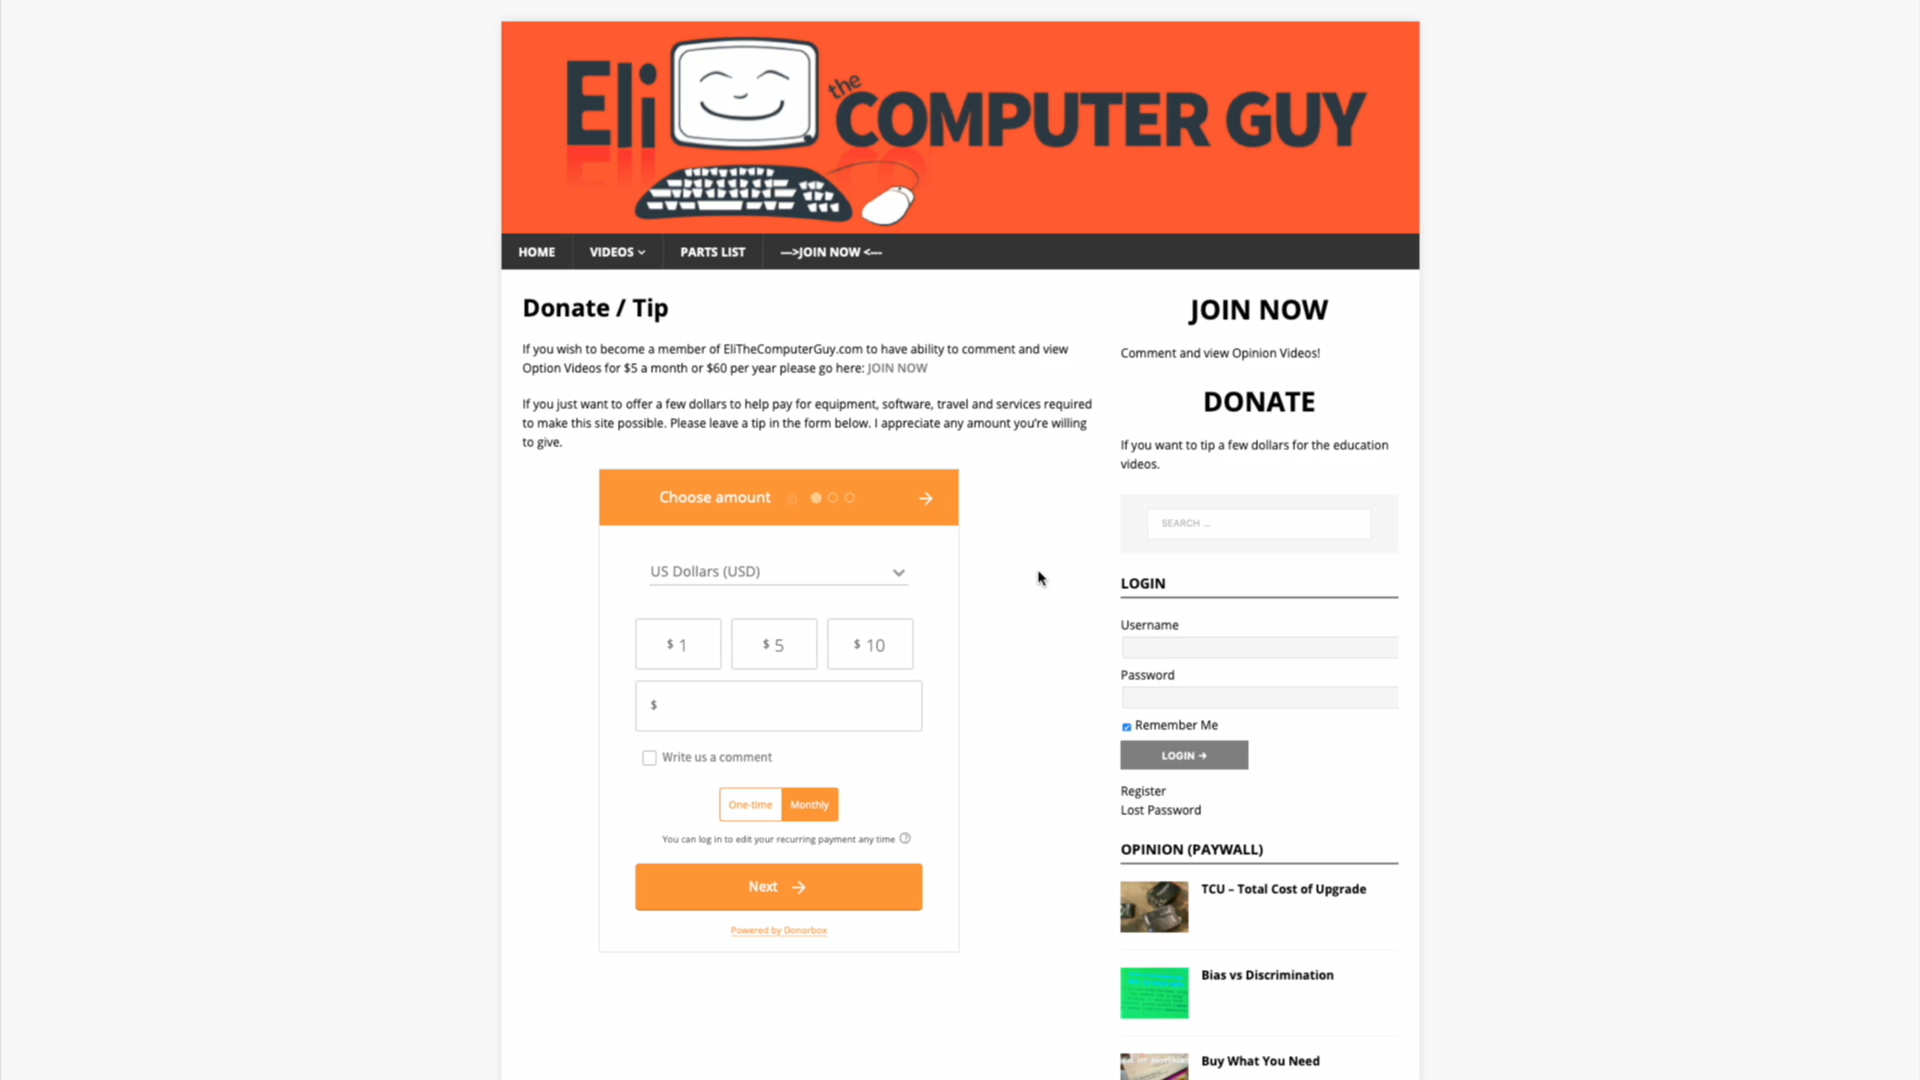 Eli the COMPUTER GUY
HOME VIDEOS PARTS LIST --->JOIN NOW <---
Donate / Tip
If you wish to become a member of EliTheComputerGuy.com to have ability to comment and view
Option Videos for $5 a month or $60 per year please go here: JOIN NOW
If you just want to offer a few dollars to help pay for equipment, software, travel and services required
to make this site possible. Please leave a tip in the form below. I appreciate any amount you’re willing
to give.
Choose amount
US Dollars (USD)
$ 1 $ 5 $ 10
$
Write us a comment
One-time Monthly
You can log in to edit your recurring payment any time ?
Next →
Powered by Donorbox
JOIN NOW
Comment and view Opinion Videos!
DONATE
If you want to tip a few dollars for the education
videos.
SEARCH ...
LOGIN
Username
Password
Remember Me
LOGIN →
Register
Lost Password
OPINION (PAYWALL)
TCU – Total Cost of Upgrade
Bias vs Discrimination
Buy What You Need